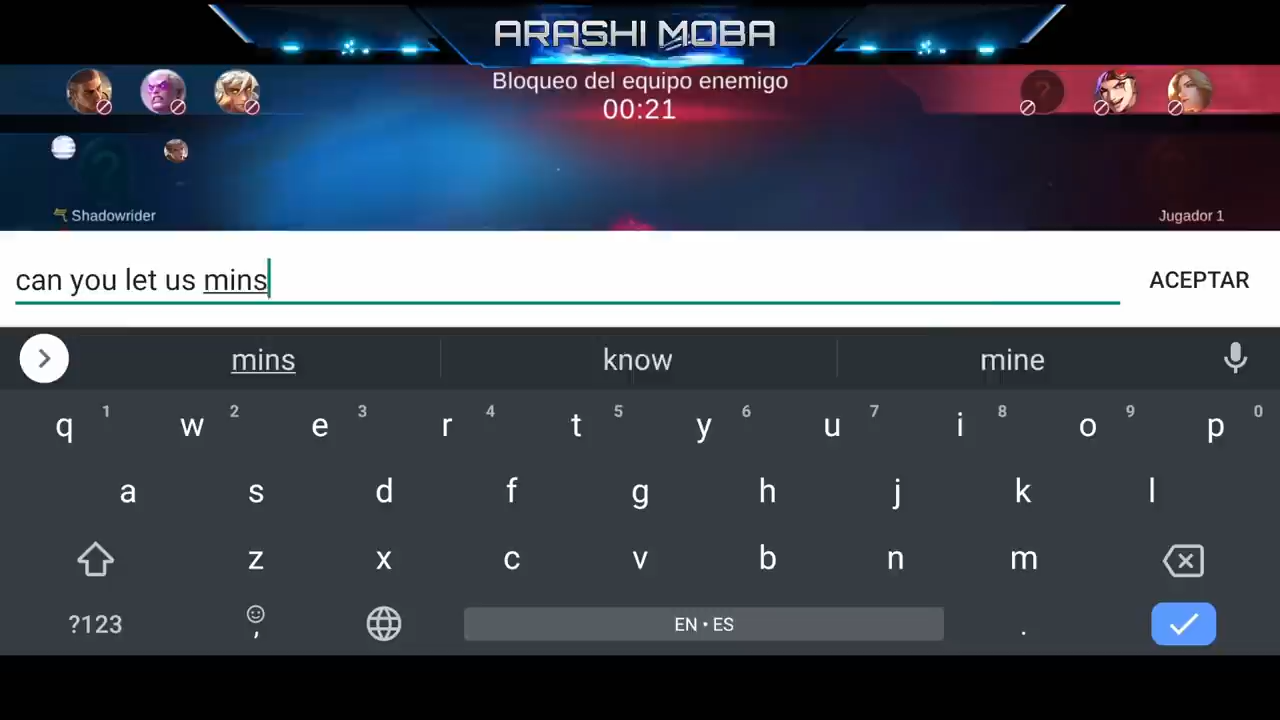 ARASHI MOBA
Bloqueo del equipo enemigo
00:21
?
?
Shadowrider
Jugador 1
can you let us mins
ACEPTAR
mins know mine
q 1 w 2 e 3 r 4 t 5 y 6 u 7 i 8 o 9 p 0
a s d f g h j k l
z x c v b n m
?123 , EN • ES .